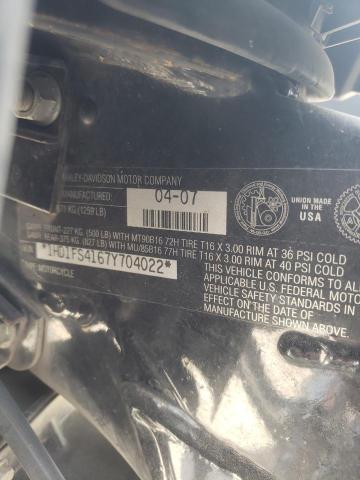 HARLEY-DAVIDSON MOTOR COMPANY
MANUFACTURED: 04-07
571 KG (1259 LB)
FRONT-227 KG. (500 LB) WITH MT90B16 72H TIRE T16 X 3.00 RIM AT 36 PSI COLD
REAR-375 KG. (827 LB) WITH MU/85B16 77H TIRE T16 X 3.00 RIM AT 40 PSI COLD
*1HD1FS4167Y704022*
THIS VEHICLE CONFORMS TO ALL
APPLICABLE U.S. FEDERAL MOTOR
VEHICLE SAFETY STANDARDS IN
EFFECT ON THE DATE OF
MANUFACTURE SHOWN ABOVE
MOTORCYCLE
UNION MADE IN
THE
USA